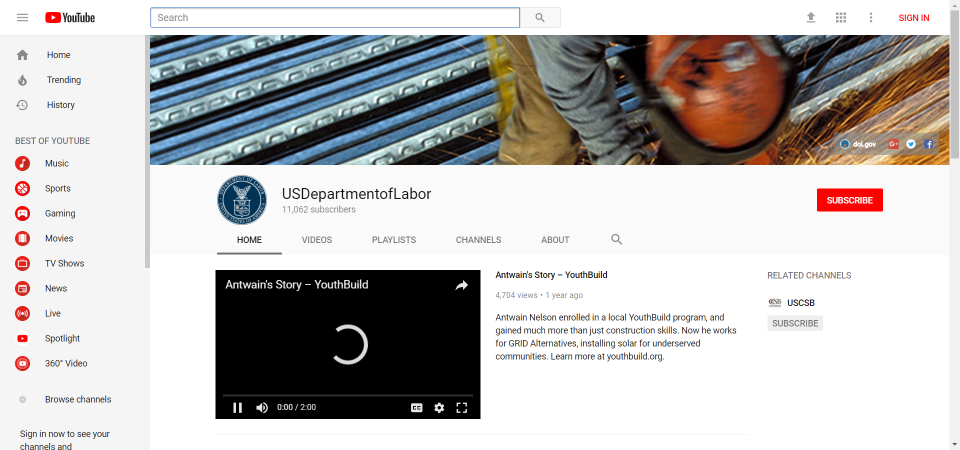 YouTube
Search
SIGN IN
Home
Trending
History
BEST OF YOUTUBE
Music
Sports
Gaming
Movies
TV Shows
News
Live
Spotlight
360° Video
Browse channels
Sign in now to see your
channels and
dol.gov
USDepartmentofLabor
11,062 subscribers
SUBSCRIBE
HOME
VIDEOS
PLAYLISTS
CHANNELS
ABOUT
Antwain's Story – YouthBuild
0:00 / 2:00
CC
Antwain's Story – YouthBuild
4,704 views • 1 year ago
Antwain Nelson enrolled in a local YouthBuild program, and
gained much more than just construction skills. Now he works
for GRID Alternatives, installing solar for underserved
communities. Learn more at youthbuild.org.
RELATED CHANNELS
USCSB
SUBSCRIBE